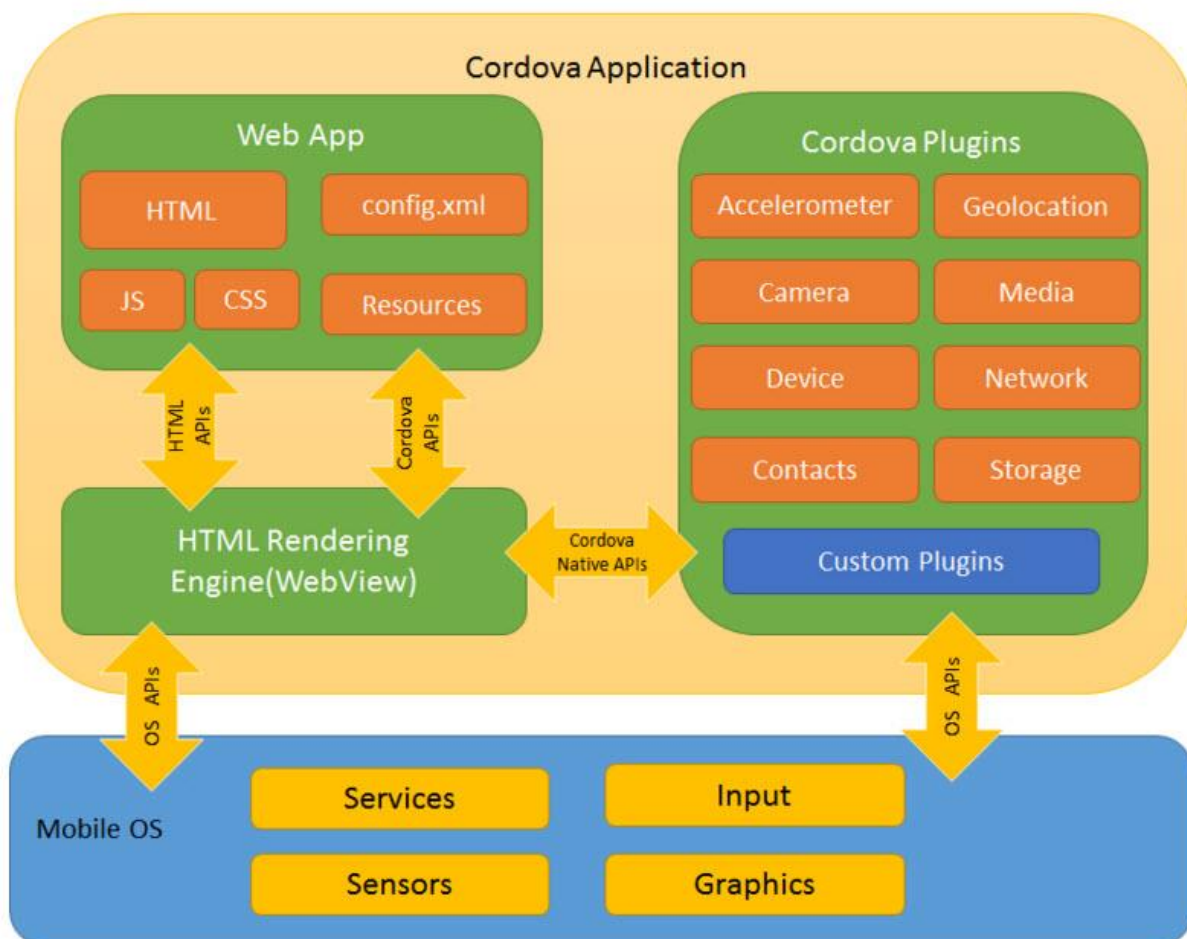 Cordova Application
Web App
HTML
config.xml
JS
CSS
Resources
HTML
APIs
Cordova
APIs
HTML Rendering
Engine(WebView)
Cordova
Native APIs
Cordova Plugins
Accelerometer
Geolocation
Camera
Media
Device
Network
Contacts
Storage
Custom Plugins
OS APIs
OS APIs
Mobile OS
Services
Input
Sensors
Graphics